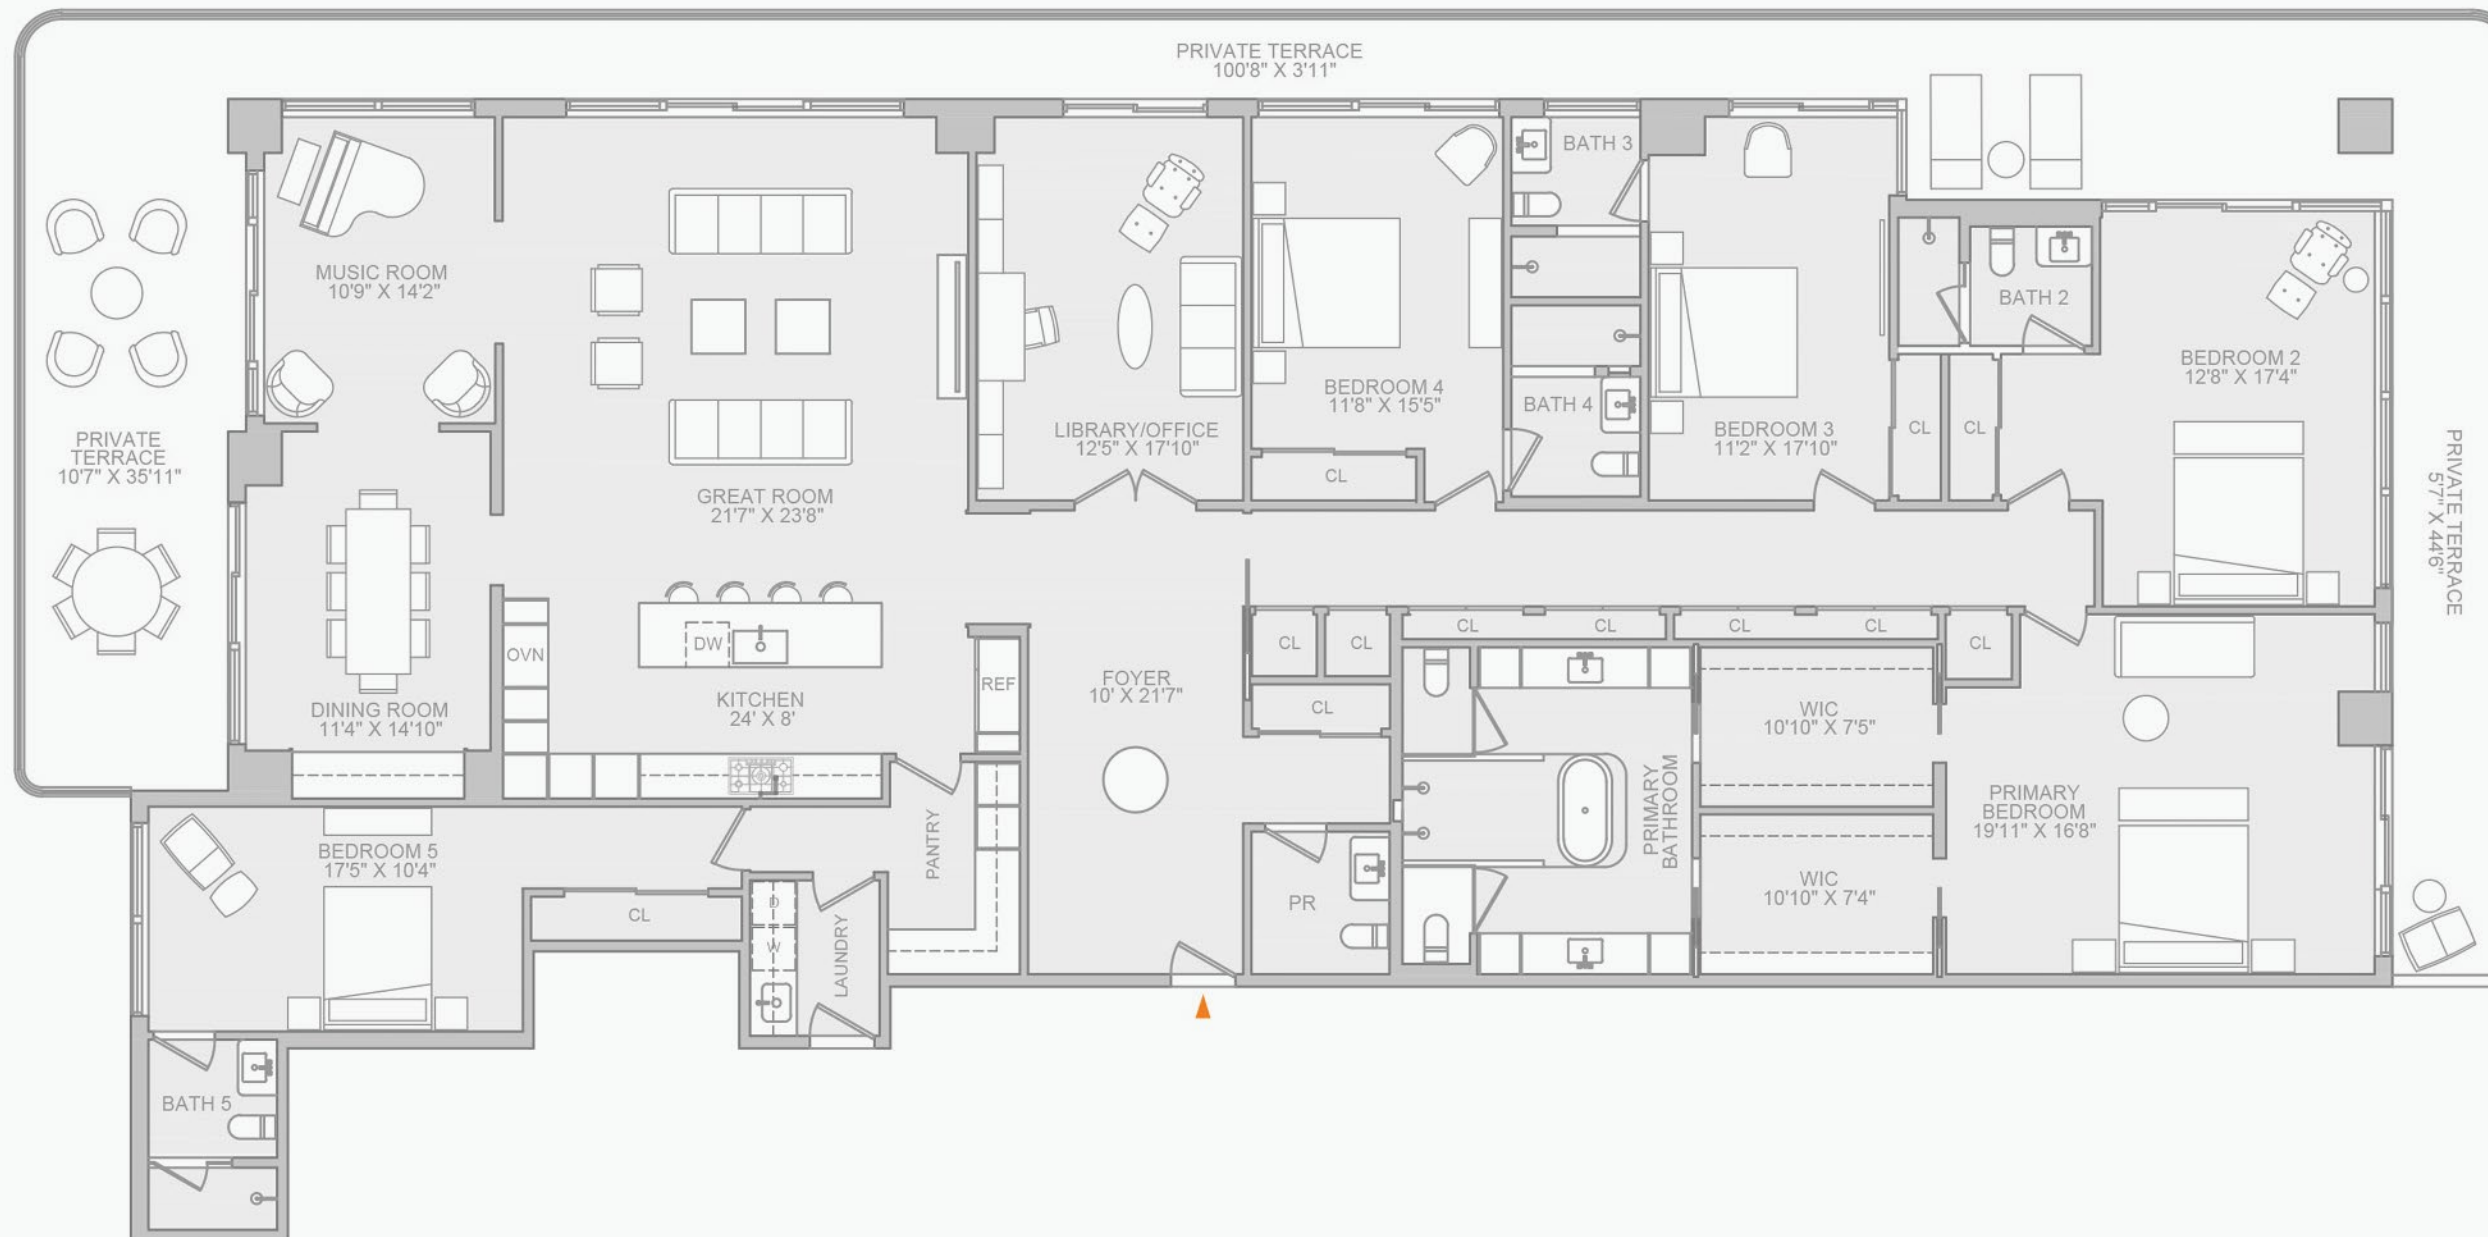 PRIVATE TERRACE
100'8" X 3'11"
BATH 3
MUSIC ROOM
10'9" X 14'2"
BATH 2
BEDROOM 2
12'8" X 17'4"
BEDROOM 4
11'8" X 15'5"
BATH 4
LIBRARY/OFFICE
12'5" X 17'10"
BEDROOM 3
11'2" X 17'10"
CL
CL
PRIVATE
TERRACE
10'7" X 35'11"
CL
GREAT ROOM
21'7" X 23'8"
PRIVATE TERRACE
5'7" X 44'6"
DW
OVN
CL
CL
CL
CL
CL
CL
CL
REF
FOYER
10' X 21'7"
KITCHEN
24' X 8'
DINING ROOM
11'4" X 14'10"
CL
WIC
10'10" X 7'5"
PRIMARY
BATHROOM
PRIMARY
BEDROOM
19'11" X 16'8"
PANTRY
BEDROOM 5
17'5" X 10'4"
WIC
10'10" X 7'4"
CL
D
W
LAUNDRY
PR
BATH 5